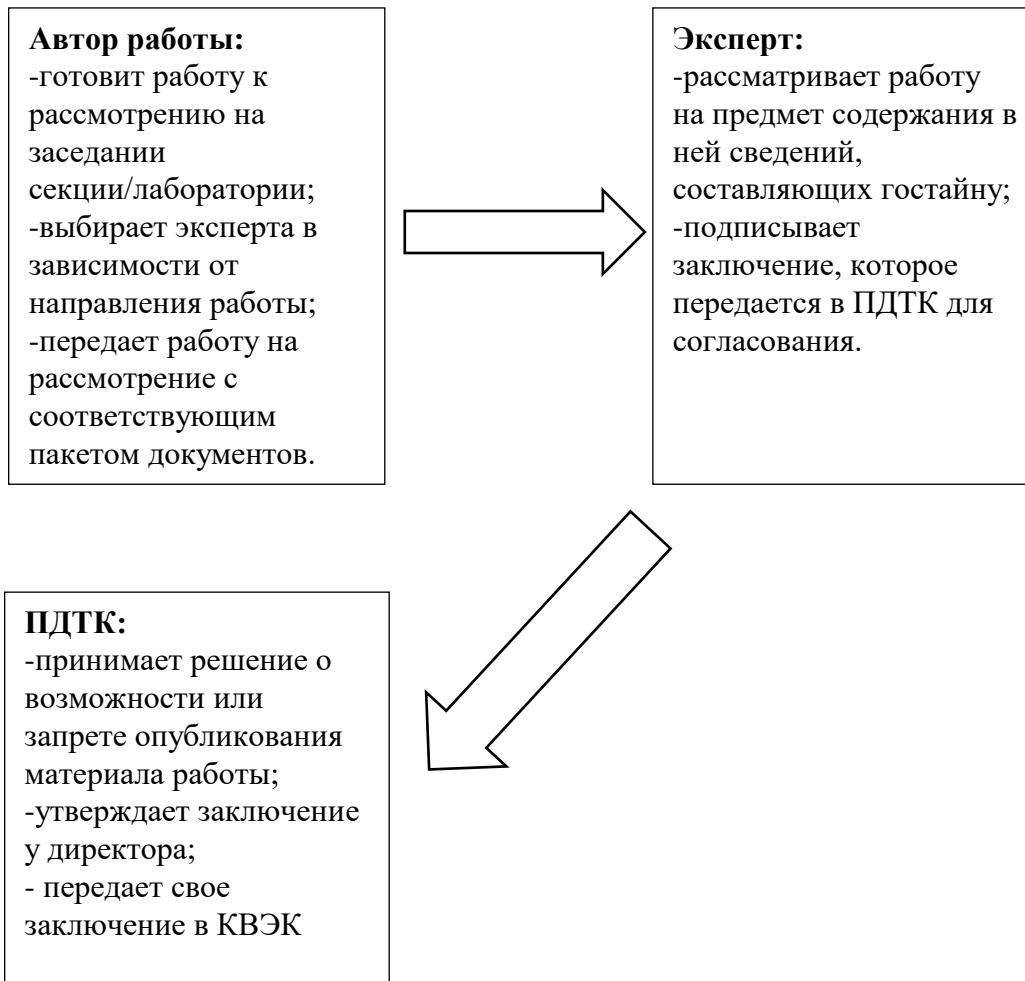 Автор работы:
-готовит работу к
рассмотрению на
заседании
секции/лаборатории;
-выбирает эксперта в
зависимости от
направления работы;
-передает работу на
рассмотрение с
соответствующим
пакетом документов.
Эксперт:
-рассматривает работу
на предмет содержания в
ней сведений,
составляющих гостайну;
-подписывает
заключение, которое
передается в ПДТК для
согласования.
ПДТК:
-принимает решение о
возможности или
запрете опубликования
материала работы;
-утверждает заключение
у директора;
- передает свое
заключение в КВЭК